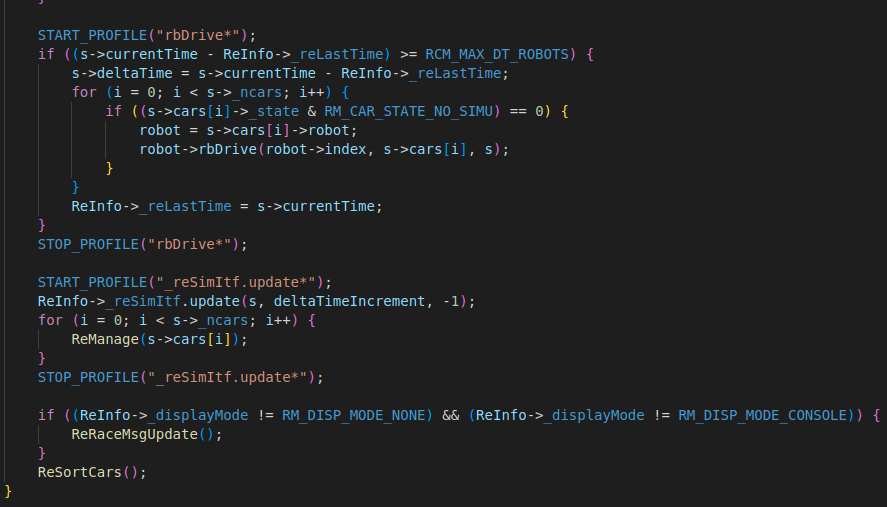 }
START_PROFILE("rbDrive*");
if ((s->currentTime - ReInfo->_reLastTime) >= RCM_MAX_DT_ROBOTS) {
s->deltaTime = s->currentTime - ReInfo->_reLastTime;
for (i = 0; i < s->_ncars; i++) {
if ((s->cars[i]->_state & RM_CAR_STATE_NO_SIMU) == 0) {
robot = s->cars[i]->robot;
robot->rbDrive(robot->index, s->cars[i], s);
}
}
ReInfo->_reLastTime = s->currentTime;
}
STOP_PROFILE("rbDrive*");
START_PROFILE("_reSimItf.update*");
ReInfo->_reSimItf.update(s, deltaTimeIncrement, -1);
for (i = 0; i < s->_ncars; i++) {
ReManage(s->cars[i]);
}
STOP_PROFILE("_reSimItf.update*");
if ((ReInfo->_displayMode != RM_DISP_MODE_NONE) && (ReInfo->_displayMode != RM_DISP_MODE_CONSOLE)) {
ReRaceMsgUpdate();
}
ReSortCars();
}